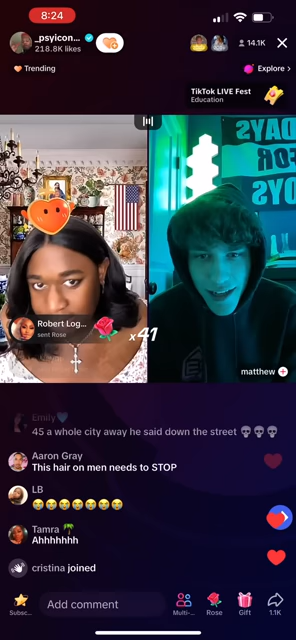 8:24
_psyicon...
218.8K likes
14.1K
Trending
Explore >
TikTok LIVE Fest
Education
DAYS
FOR
DAYS
Robert Log...
sent Rose
x41
matthew
Emily
45 a whole city away he said down the street 💀💀💀
Aaron Gray
This hair on men needs to STOP
LB
😭😭😭😭😭😭😭
Tamra 🌴
Ahhhhhhh
cristina joined
Subsc...
Add comment
Multi-...
Rose
Gift
1.1K